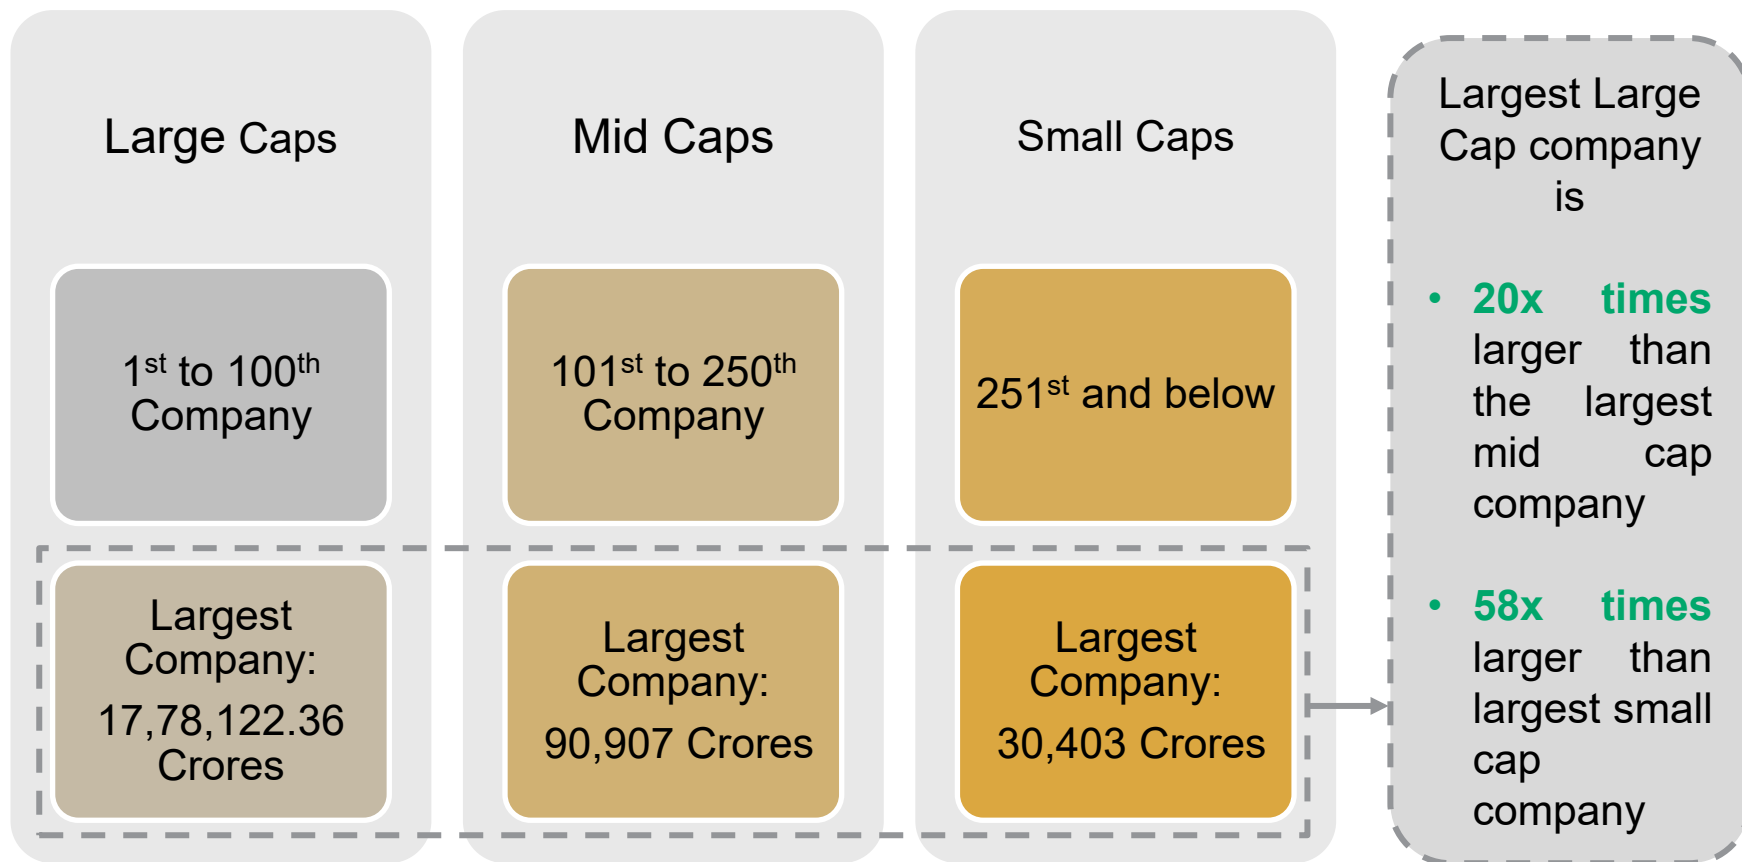 Large Caps
1st to 100th
Company
Largest
Company:
17,78,122.36
Crores
Mid Caps
101st to 250th
Company
Largest
Company:
90,907 Crores
Small Caps
251st and below
Largest
Company:
30,403 Crores
Largest Large
Cap company
is
• 20x times
larger than
the largest
mid cap
company
• 58x times
larger than
largest small
cap
company